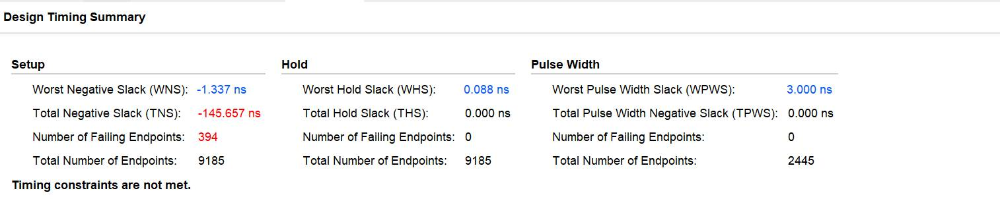 Design Timing Summary
Setup
Hold
Pulse Width
Worst Negative Slack (WNS): -1.337 ns
Worst Hold Slack (WHS): 0.088 ns
Worst Pulse Width Slack (WPWS): 3.000 ns
Total Negative Slack (TNS): -145.657 ns
Total Hold Slack (THS): 0.000 ns
Total Pulse Width Negative Slack (TPWS): 0.000 ns
Number of Failing Endpoints: 394
Number of Failing Endpoints: 0
Number of Failing Endpoints: 0
Total Number of Endpoints: 9185
Total Number of Endpoints: 9185
Total Number of Endpoints: 2445
Timing constraints are not met.